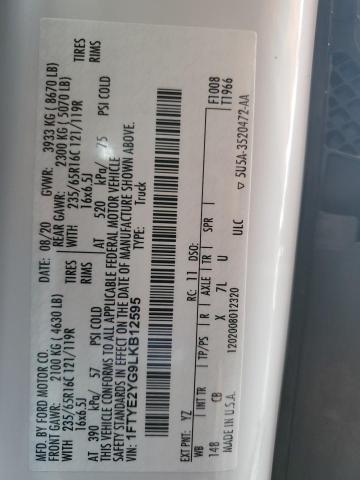 MFD. BY FORD MOTOR CO.
DATE: 08/20 GVWR: 3933 KG ( 8670 LB)
FRONT GAWR: 2100 KG ( 4630 LB) REAR GAWR: 2300 KG ( 5070 LB)
WITH 235/65R16C 121/119R TIRES WITH 235/65R16C 121/119R TIRES
16x6.5J RIMS 16x6.5J RIMS
AT 390 kPa/ 57 PSI COLD AT 520 kPa/ 75 PSI COLD
THIS VEHICLE CONFORMS TO ALL APPLICABLE FEDERAL MOTOR VEHICLE
SAFETY STANDARDS IN EFFECT ON THE DATE OF MANUFACTURE SHOWN ABOVE.
VIN: 1FTYE2YG9LKB12595 TYPE: Truck
F1008
T1966
EXT PNT: YZ RC: 11 DSO:
WB INT TR TP/PS R AXLE TR SPR
14B CB X 7L U
ULC ▽ 5U5A-3520472-AA
MADE IN U.S.A. 1202008012320